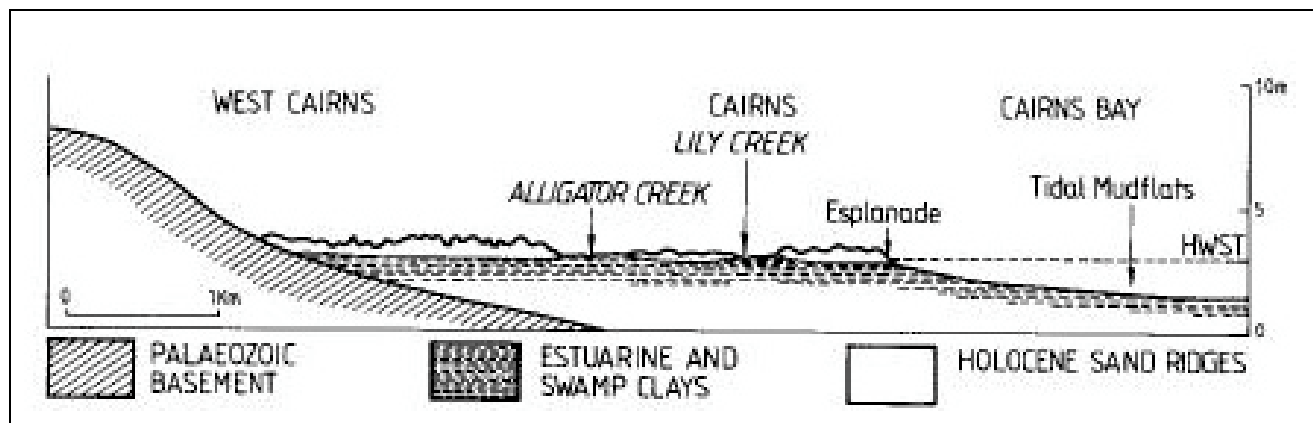 WEST CAIRNS
CAIRNS
LILY CREEK
CAIRNS BAY
10m
ALLIGATOR CREEK
Esplanade
Tidal Mudflats
5
HWST
0
1Km
0
PALAEOZOIC
BASEMENT
ESTUARINE AND
SWAMP CLAYS
HOLOCENE SAND RIDGES